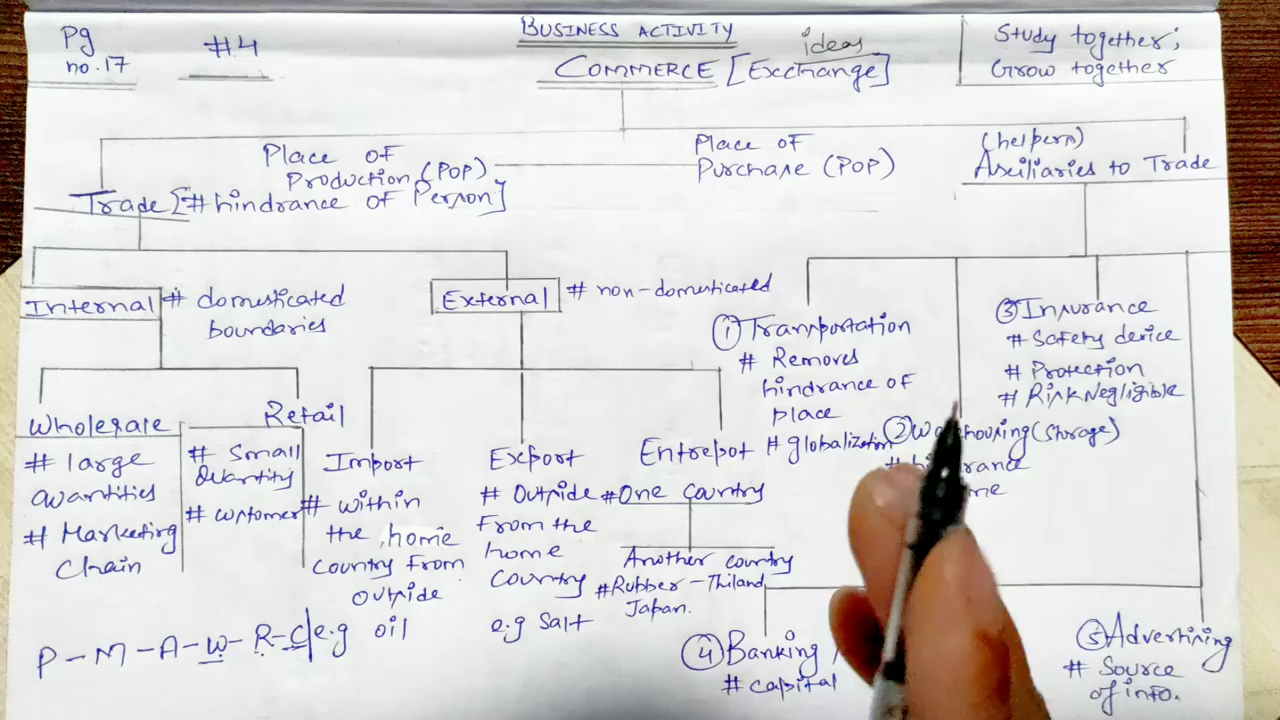 Pg
no.17
#4
BUSINESS ACTIVITY
ideas
COMMERCE [Exchange]
Study together;
Grow together
Place of
Production (POP)
Place of
Purchase (POP)
(helpers)
Auxiliaries to Trade
Trade [# hindrance of Person]
Internal # domesticated
boundaries
External # non-domesticated
Wholesale
# large
quantities
# Marketing
Chain
Retail
# Small
Quantity
# customer
Import
# within
the home
country from
outside
e.g oil
Export
# Outside
from the
home
country
e.g Salt
Entrepot
#One country
Another country
#Rubber - Thiland
Japan.
P - M - A - W - R - C
① Transportation
# Removes
hindrance of
place
# globalization
② (Storage)
③ Insurance
# Safety device
# Protection
# Risk Negligible
④ Banking
# capital
⑤ Advertising
# Source
of info.